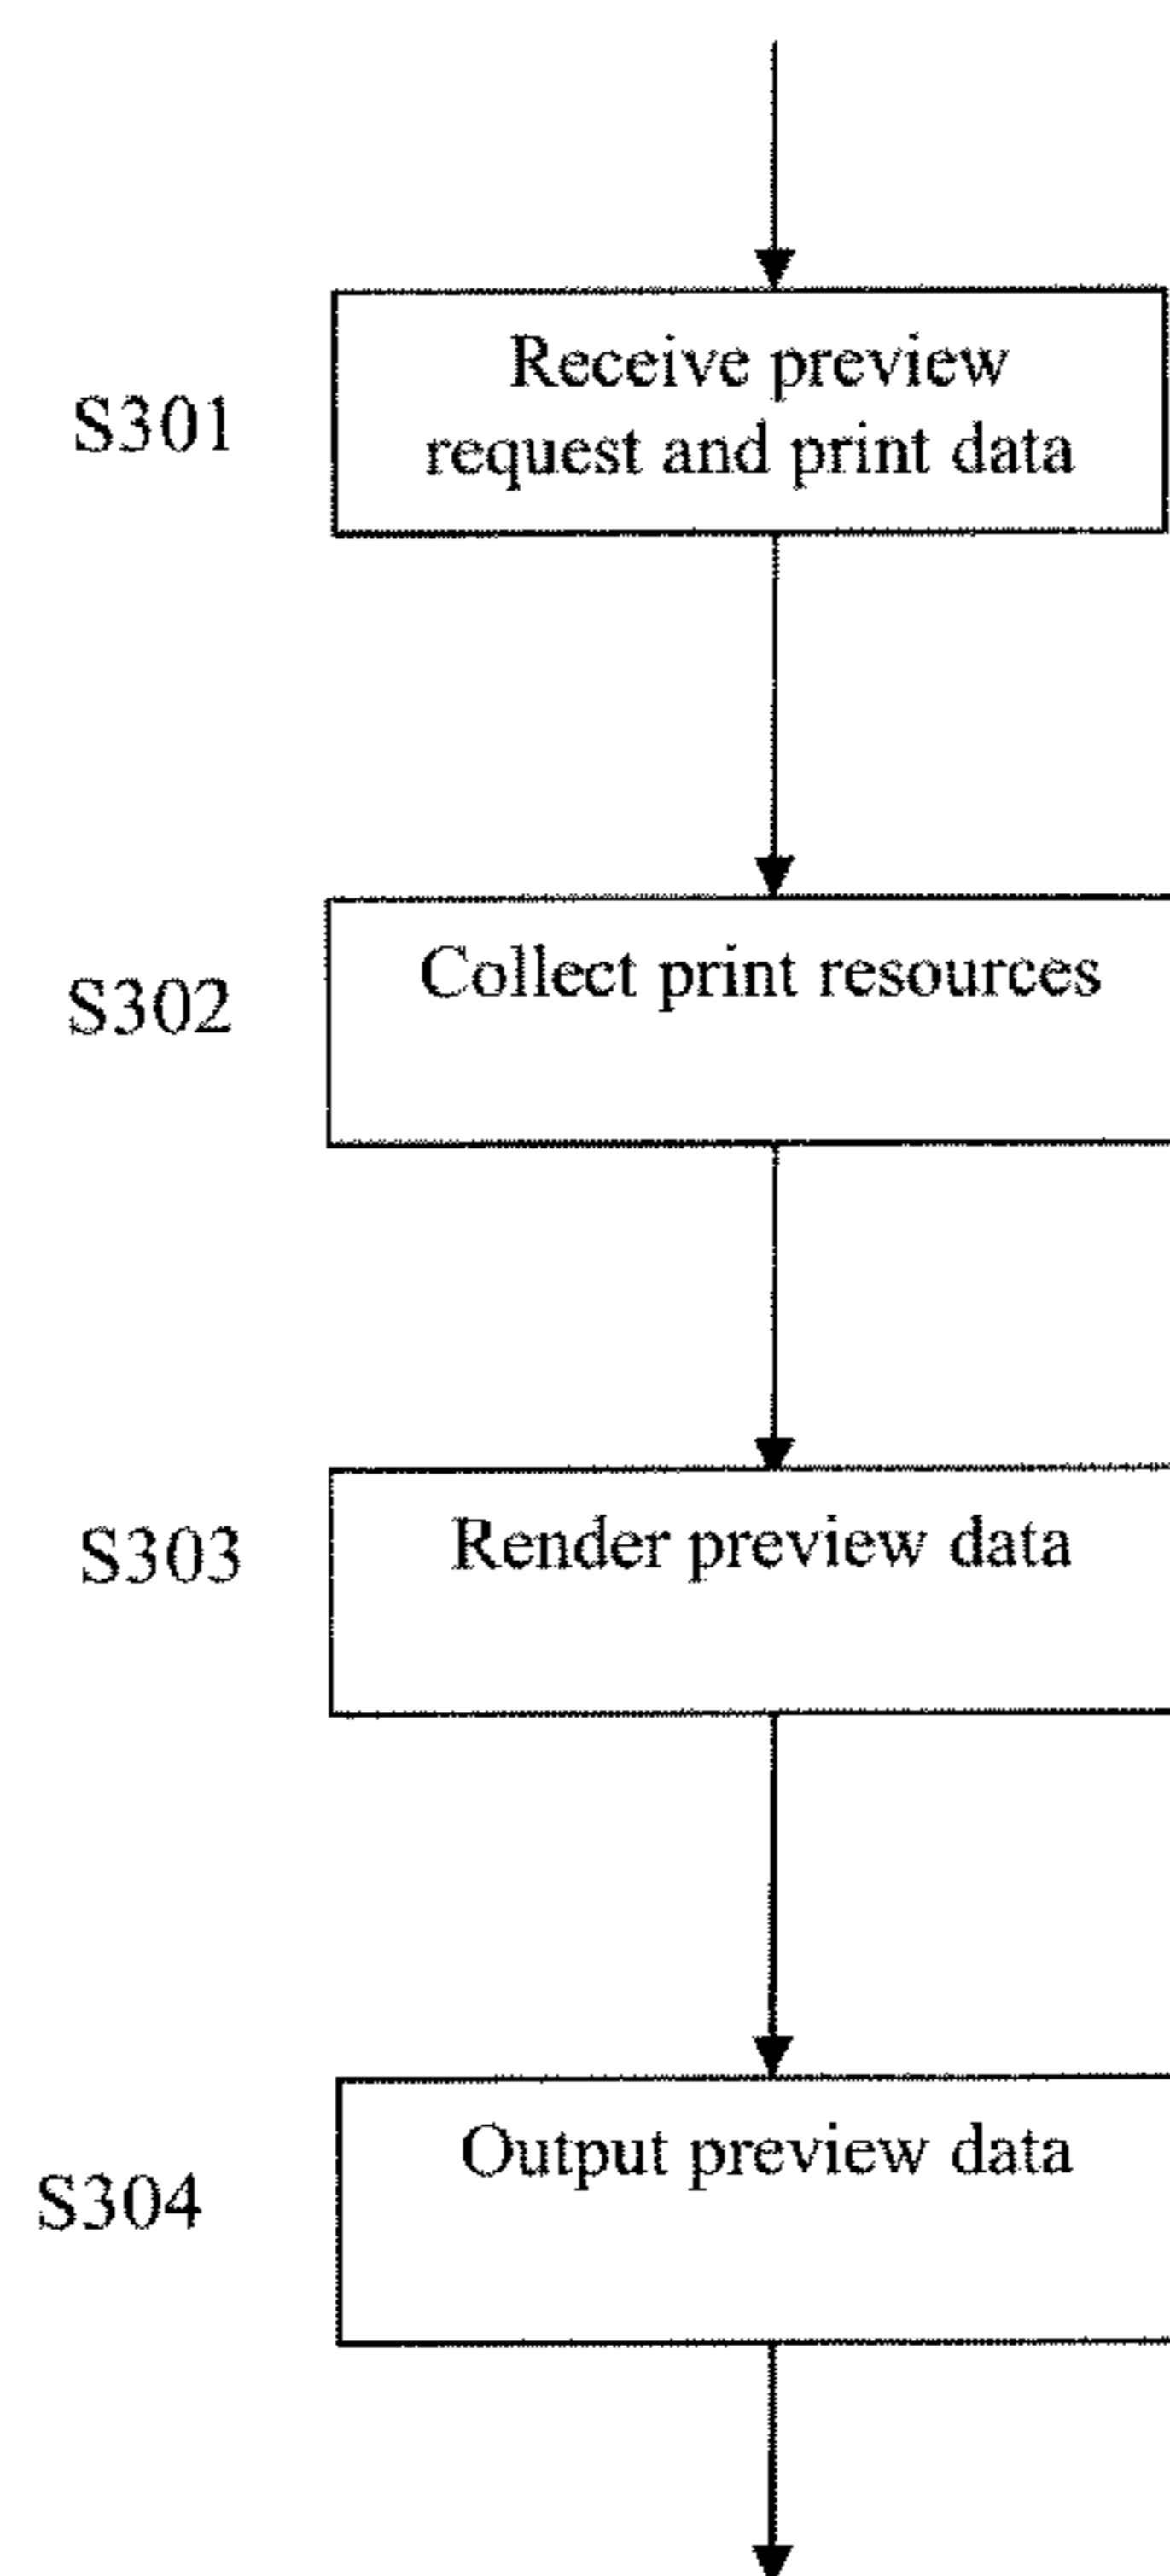 S301
Receive preview
request and print data
S302
Collect print resources
S303
Render preview data
S304
Output preview data